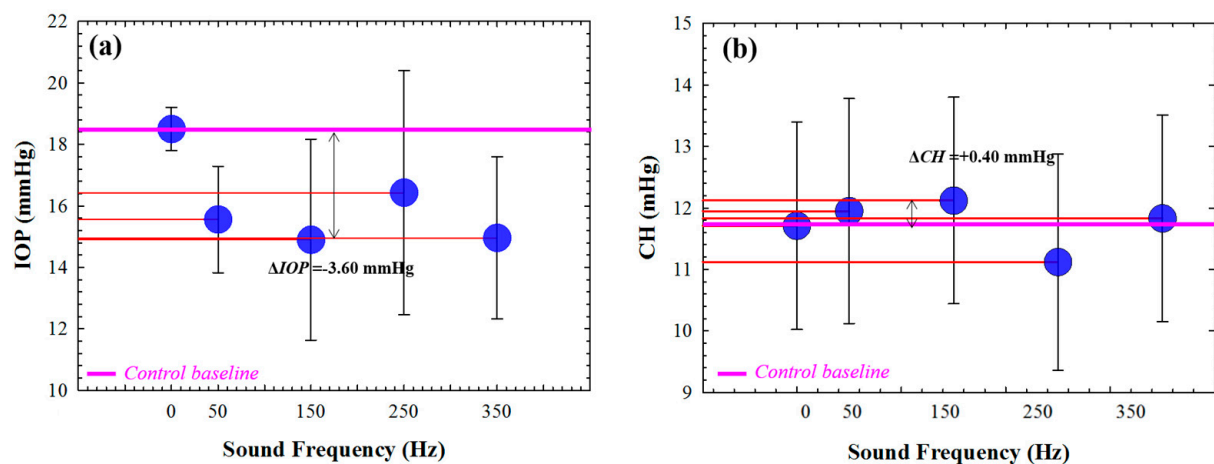 (a)
22
20
18
16
14
12
10
IOP (mmHg)
ΔIOP =-3.60 mmHg
Control baseline
0 50 150 250 350
Sound Frequency (Hz)
(b)
15
14
13
12
11
10
9
CH (mHg)
ΔCH =+0.40 mmHg
Control baseline
0 50 150 250 350
Sound Frequency (Hz)